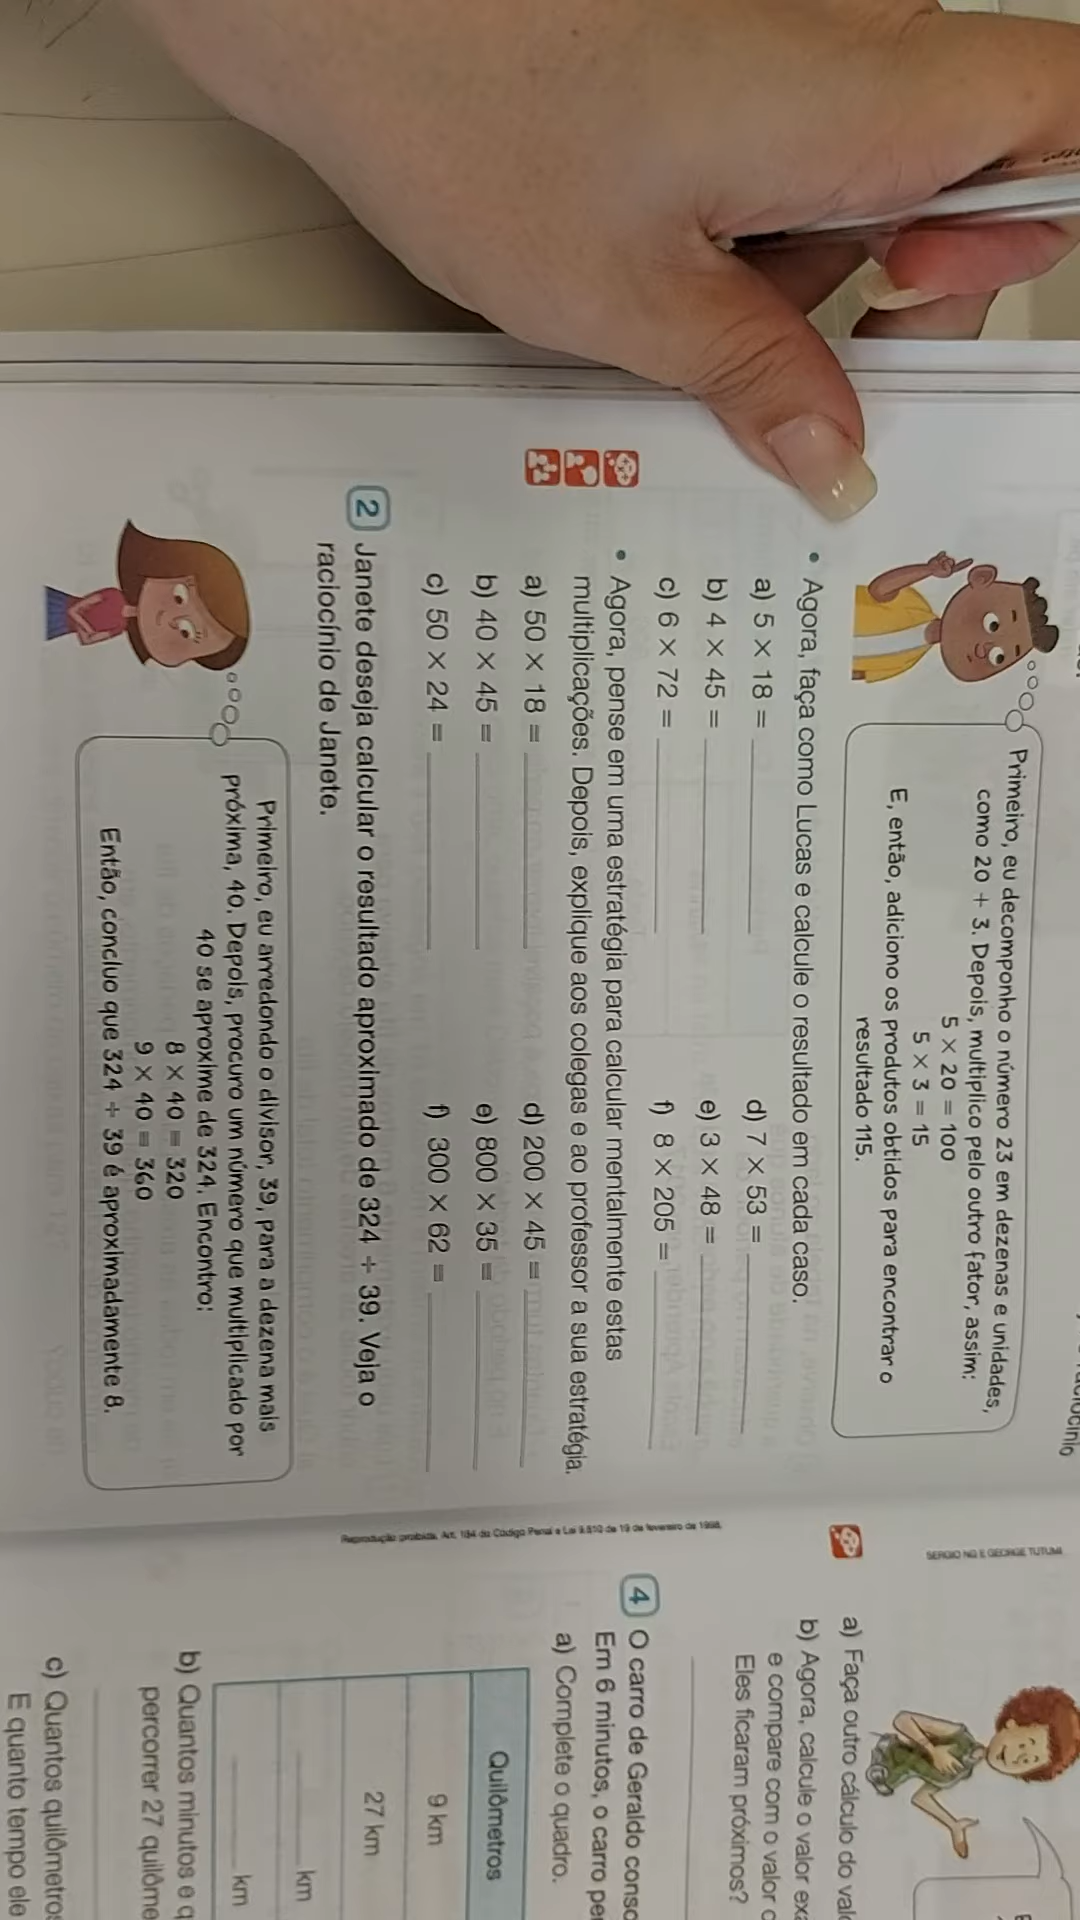 Primeiro, eu decomponho o número 23 em dezenas e unidades,
como 20 + 3. Depois, multiplico pelo outro fator, assim:
5 × 20 = 100
5 × 3 = 15
E, então, adiciono os produtos obtidos para encontrar o
resultado 115.
• Agora, faça como Lucas e calcule o resultado em cada caso.
a) 5 × 18 =
d) 7 × 53 =
b) 4 × 45 =
e) 3 × 48 =
c) 6 × 72 =
f) 8 × 205 =
• Agora, pense em uma estratégia para calcular mentalmente estas
multiplicações. Depois, explique aos colegas e ao professor a sua estratégia.
a) 50 × 18 =
d) 200 × 45 =
b) 40 × 45 =
e) 800 × 35 =
c) 50 × 24 =
f) 300 × 62 =
2 Janete deseja calcular o resultado aproximado de 324 ÷ 39. Veja o
raciocínio de Janete.
Primeiro, eu arredondo o divisor, 39, para a dezena mais
próxima, 40. Depois, procuro um número que multiplicado por
40 se aproxime de 324. Encontro:
8 × 40 = 320
9 × 40 = 360
Então, concluo que 324 ÷ 39 é aproximadamente 8.
Reprodução proibida. Art. 184 do Código Penal e Lei 9.610 de 19 de fevereiro de 1998.
SERGIO NG E GEORGE TUTUMI
a) Faça outro cálculo do
b) Agora, calcule o valor
e compare com o valor
Eles ficaram próximos?
4 O carro de Geraldo
Em 6 minutos, o carro
a) Complete o quadro.
Quilômetros
9 km
27 km
km
km
b) Quantos minutos e
percorrer 27
c) Quantos
E quanto tempo ele